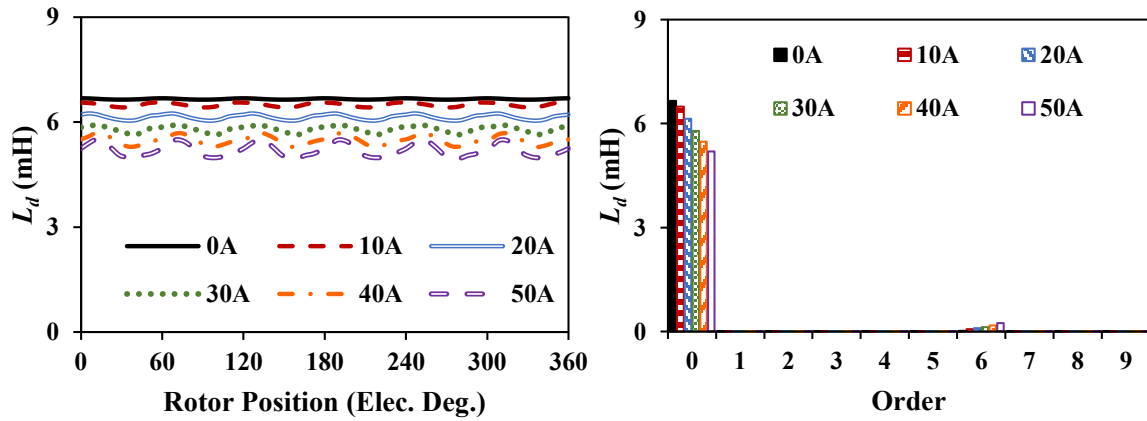 9
6
3
0
L_d (mH)
0A 10A 20A
30A 40A 50A
0 60 120 180 240 300 360
Rotor Position (Elec. Deg.)
9
6
3
0
L_d (mH)
0A 10A 20A
30A 40A 50A
0 1 2 3 4 5 6 7 8 9
Order